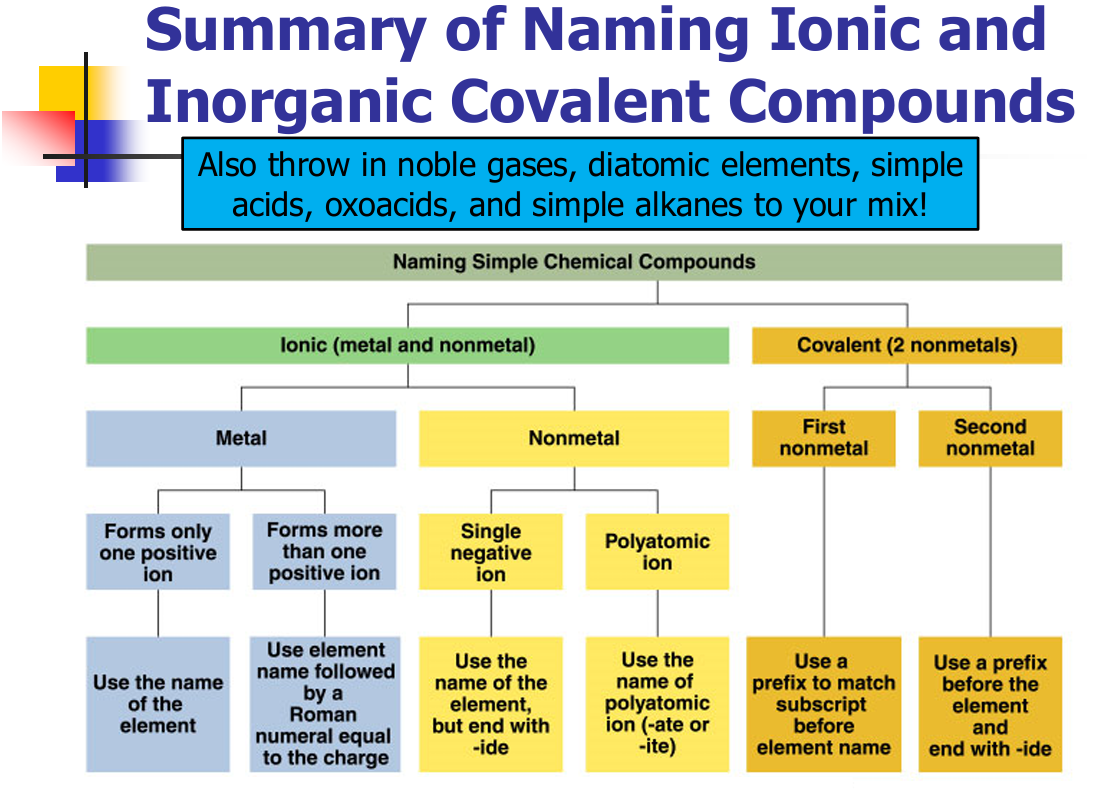 Summary of Naming Ionic and
Inorganic Covalent Compounds
Also throw in noble gases, diatomic elements, simple
acids, oxoacids, and simple alkanes to your mix!
Naming Simple Chemical Compounds
Ionic (metal and nonmetal)
Covalent (2 nonmetals)
Metal
Nonmetal
First
nonmetal
Second
nonmetal
Forms only
one positive
ion
Forms more
than one
positive ion
Single
negative
ion
Polyatomic
ion
Use the name
of the
element
Use element
name followed
by a
Roman
numeral equal
to the charge
Use the
name of the
element,
but end with
-ide
Use the
name of
polyatomic
ion (-ate or
-ite)
Use a
prefix to match
subscript
before
element name
Use a prefix
before the
element
and
end with -ide